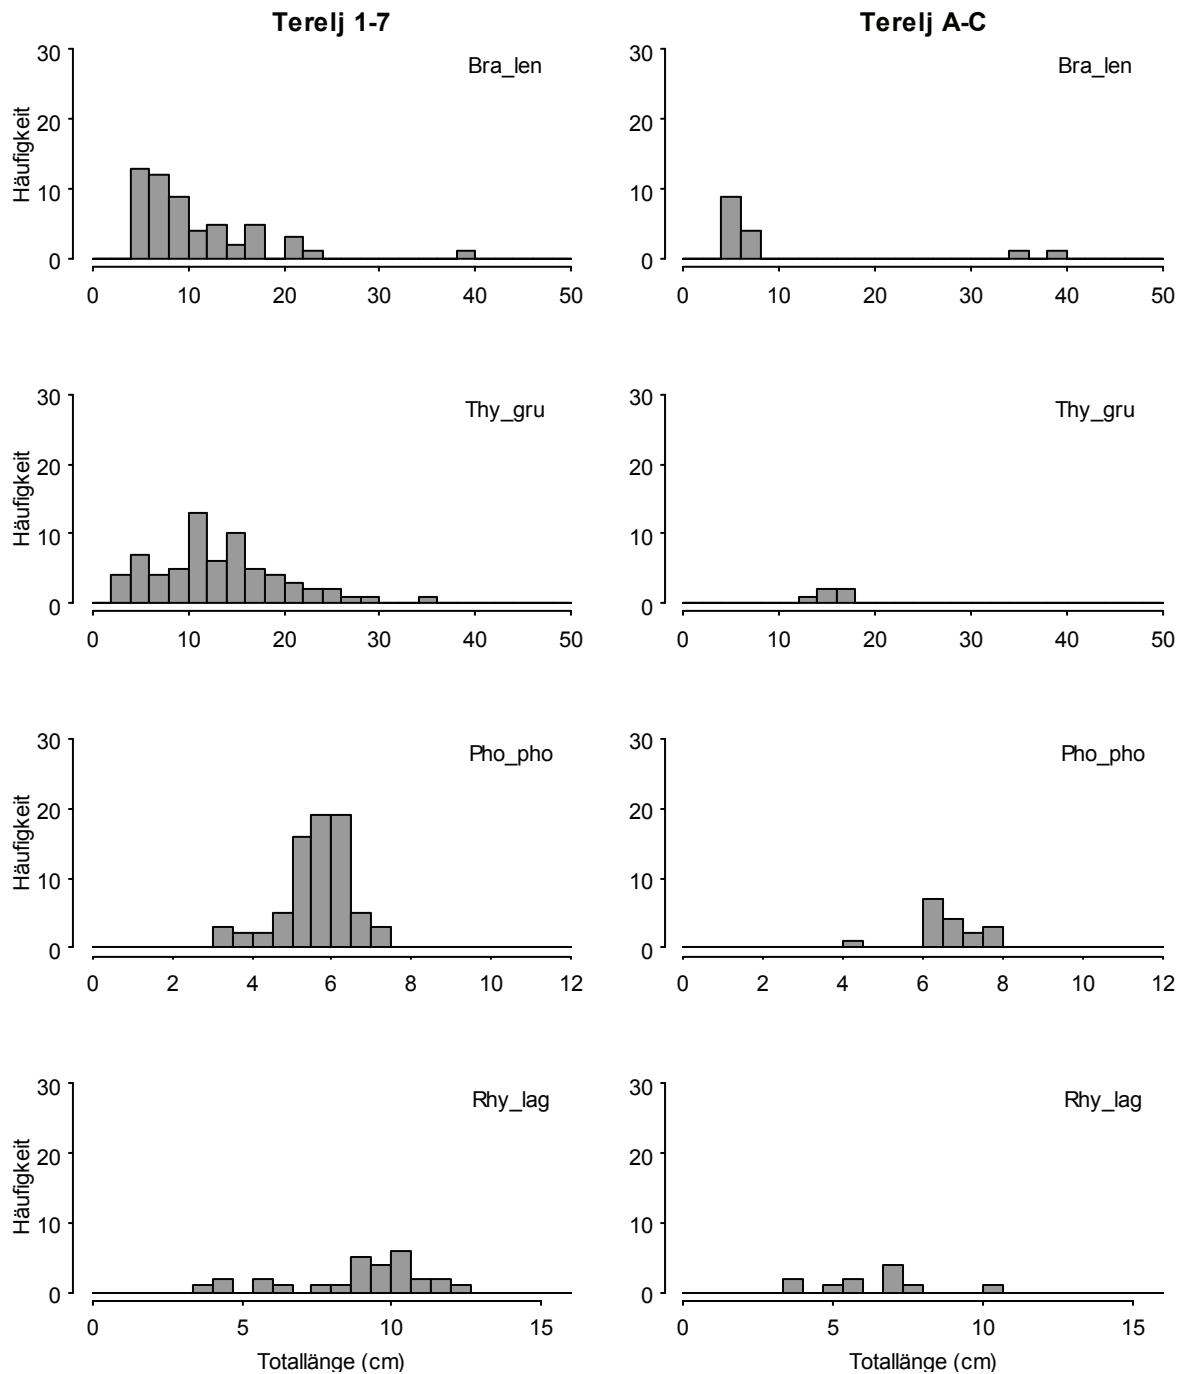 Terelj 1-7 Terelj A-C
30 Bra_len 30 Bra_len
Häufigkeit
20 20
10 10
0 0
0 10 20 30 40 50 0 10 20 30 40 50
30 Thy_gru 30 Thy_gru
Häufigkeit
20 20
10 10
0 0
0 10 20 30 40 50 0 10 20 30 40 50
30 Pho_pho 30 Pho_pho
Häufigkeit
20 20
10 10
0 0
0 2 4 6 8 10 12 0 2 4 6 8 10 12
30 Rhy_lag 30 Rhy_lag
Häufigkeit
20 20
10 10
0 0
0 5 10 15 0 5 10 15
Totallänge (cm) Totallänge (cm)